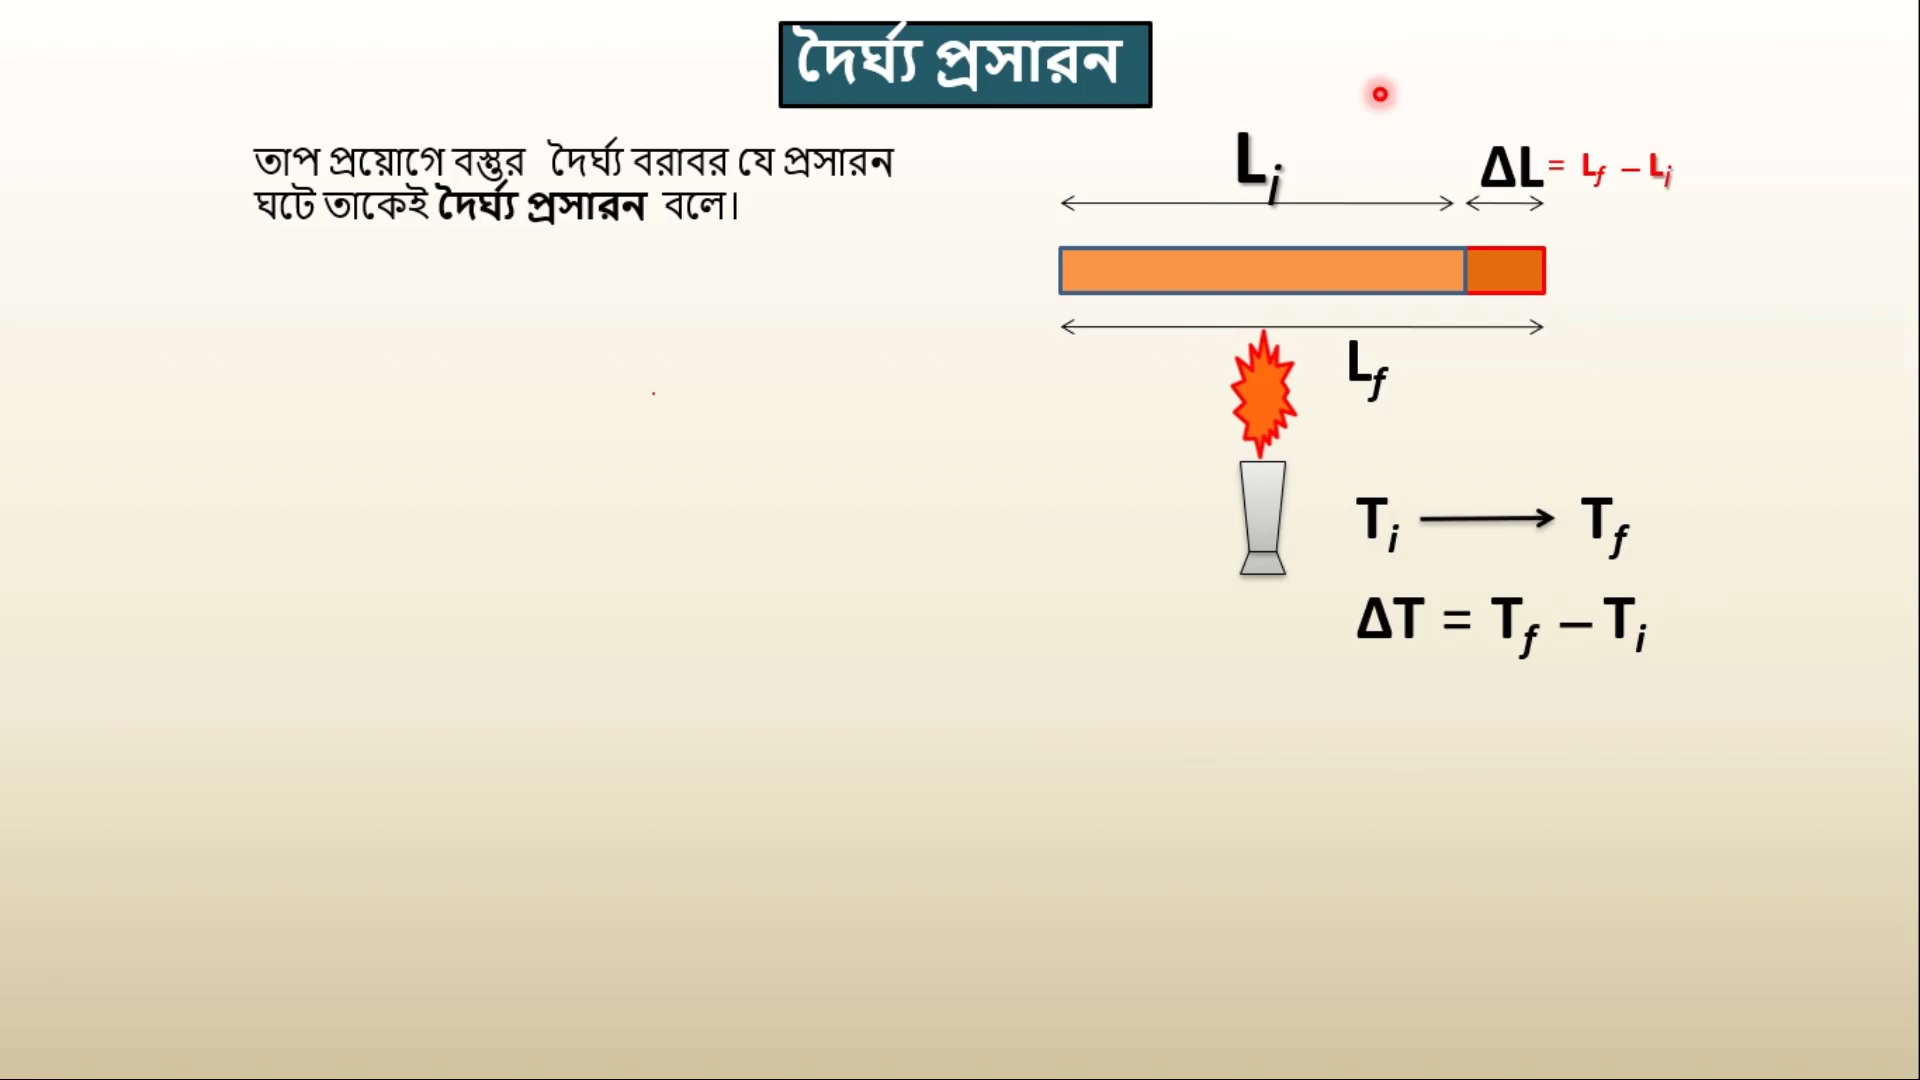 দৈর্ঘ্য প্রসারন
তাপ প্রয়োগে বস্তুর দৈর্ঘ্য বরাবর যে প্রসারন
ঘটে তাকেই দৈর্ঘ্য প্রসারন বলে।
Li
ΔL = Lf – Li
Lf
Ti → Tf
ΔT = Tf – Ti